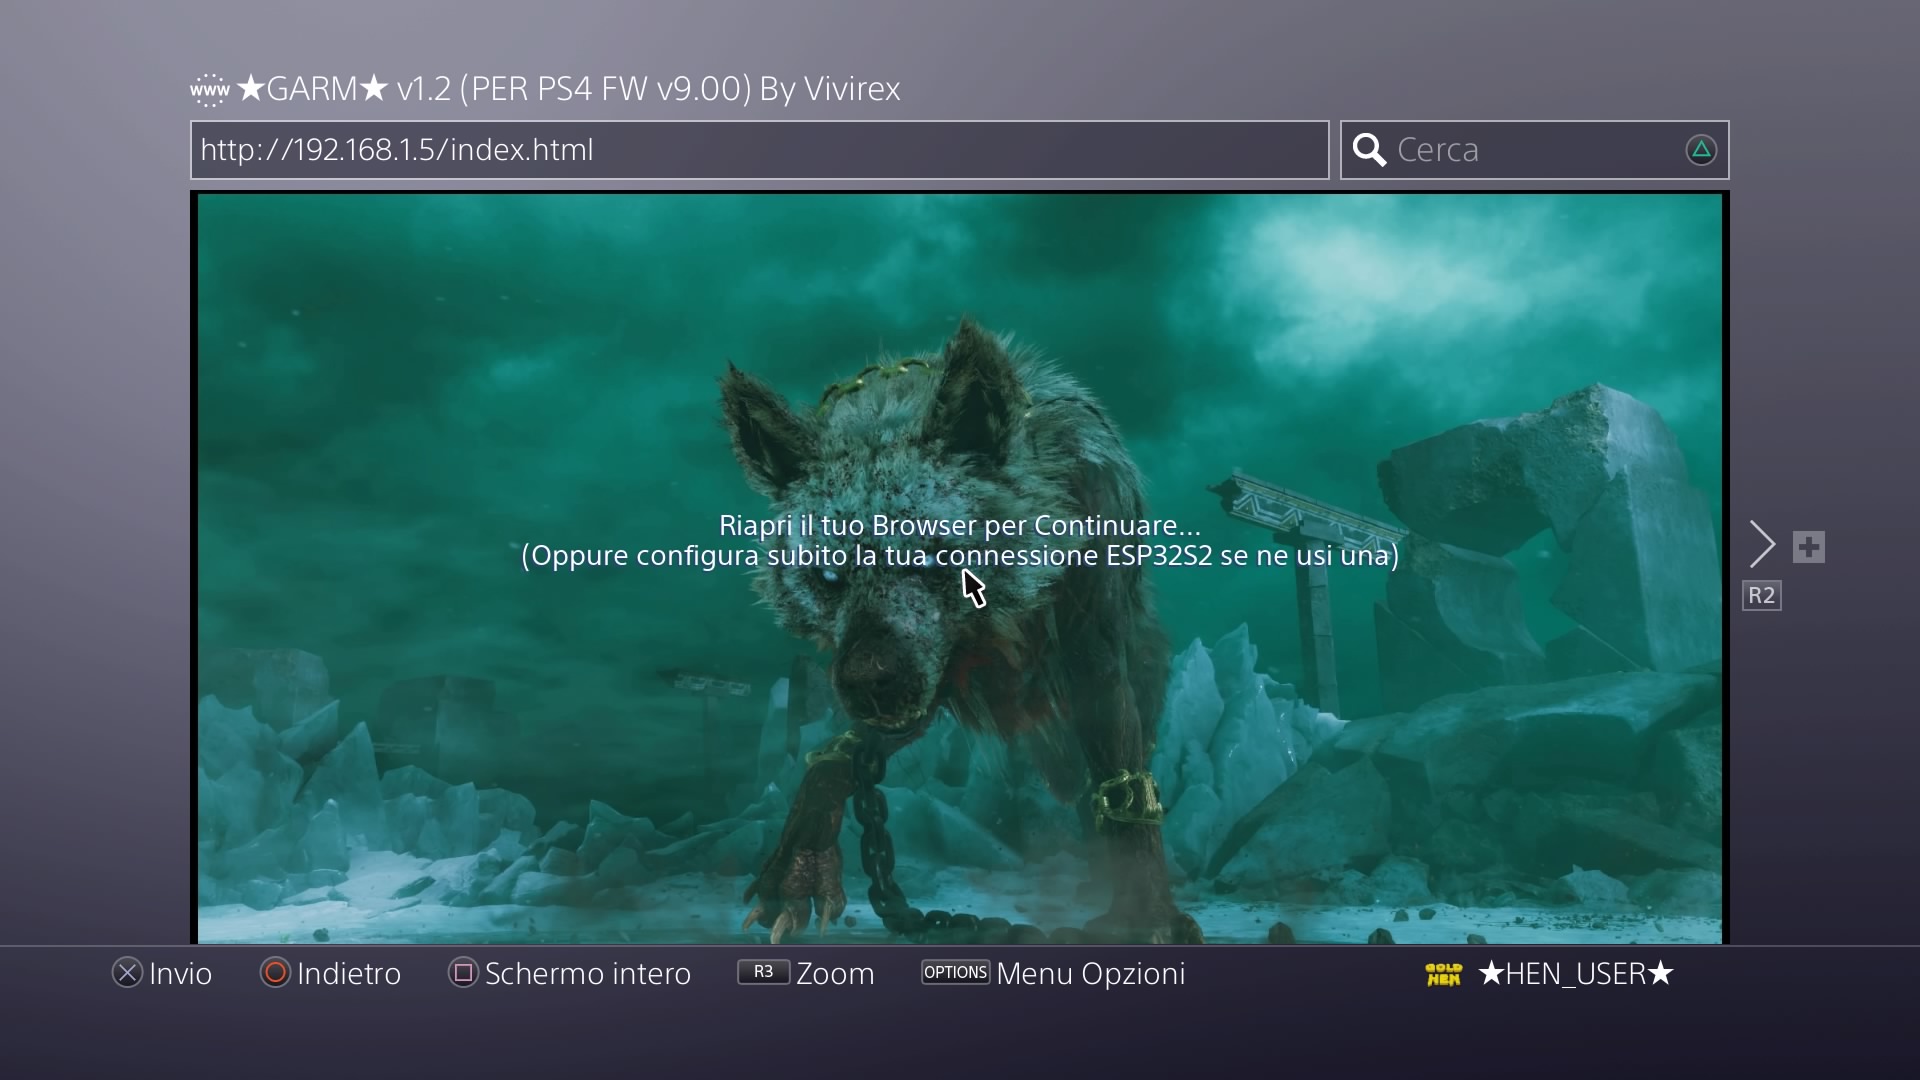 www ★GARM★ v1.2 (PER PS4 FW v9.00) By Vivirex
http://192.168.1.5/index.html
Cerca
Riapri il tuo Browser per Continuare...
(Oppure configura subito la tua connessione ESP32S2 se ne usi una)
R2
Invio
Indietro
Schermo intero
R3 Zoom
OPTIONS Menu Opzioni
GOLD HEN ★HEN_USER★